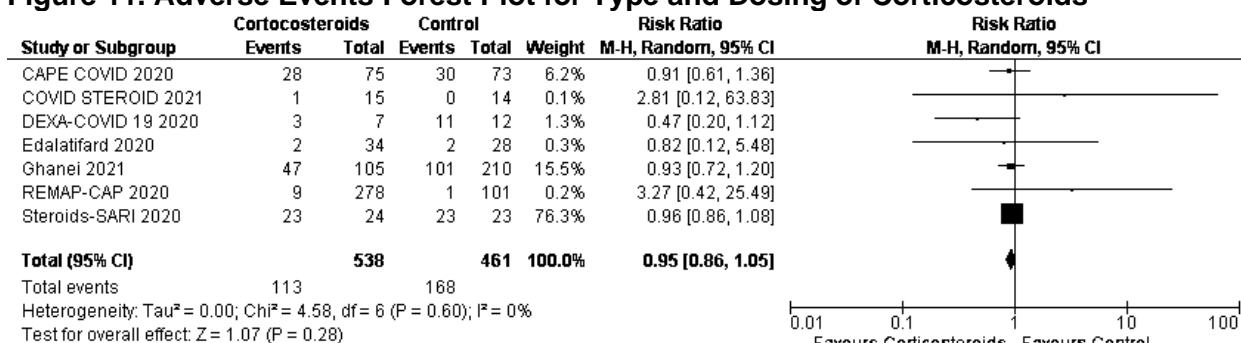 Figure 11. Adverse Events Forest Plot for Type and Dosing of Corticosteroids
Cortocosteroids Control Risk Ratio Risk Ratio
Study or Subgroup Events Total Events Total Weight M-H, Random, 95% CI M-H, Random, 95% CI
CAPE COVID 2020 28 75 30 73 6.2% 0.91 [0.61, 1.36]
COVID STEROID 2021 1 15 0 14 0.1% 2.81 [0.12, 63.83]
DEXA-COVID 19 2020 3 7 11 12 1.3% 0.47 [0.20, 1.12]
Edalatifard 2020 2 34 2 28 0.3% 0.82 [0.12, 5.48]
Ghanei 2021 47 105 101 210 15.5% 0.93 [0.72, 1.20]
REMAP-CAP 2020 9 278 1 101 0.2% 3.27 [0.42, 25.49]
Steroids-SARI 2020 23 24 23 23 76.3% 0.96 [0.86, 1.08]
Total (95% CI) 538 461 100.0% 0.95 [0.86, 1.05]
Total events 113 168
Heterogeneity: Tau² = 0.00; Chi² = 4.58, df = 6 (P = 0.60); I² = 0%
Test for overall effect: Z = 1.07 (P = 0.28)
0.01 0.1 1 10 100
Favours Corticosteroids Favours Control